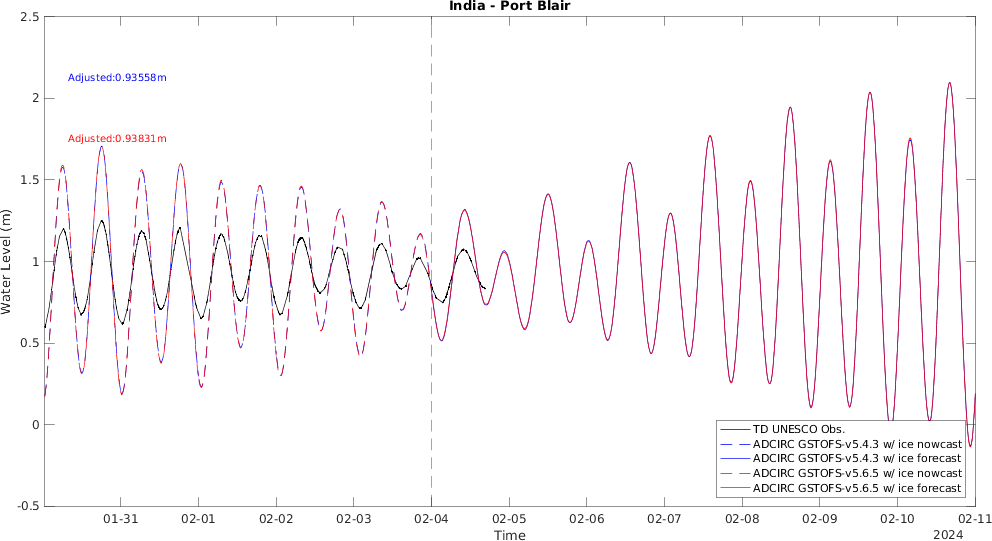 India - Port Blair
2.5
Adjusted:0.93558m
2
Adjusted:0.93831m
1.5
Water Level (m)
1
0.5
0
TD UNESCO Obs.
ADCIRC GSTOFS-v5.4.3 w/ ice nowcast
ADCIRC GSTOFS-v5.4.3 w/ ice forecast
ADCIRC GSTOFS-v5.6.5 w/ ice nowcast
ADCIRC GSTOFS-v5.6.5 w/ ice forecast
-0.5
01-31 02-01 02-02 02-03 02-04 02-05 02-06 02-07 02-08 02-09 02-10 02-11
Time
2024